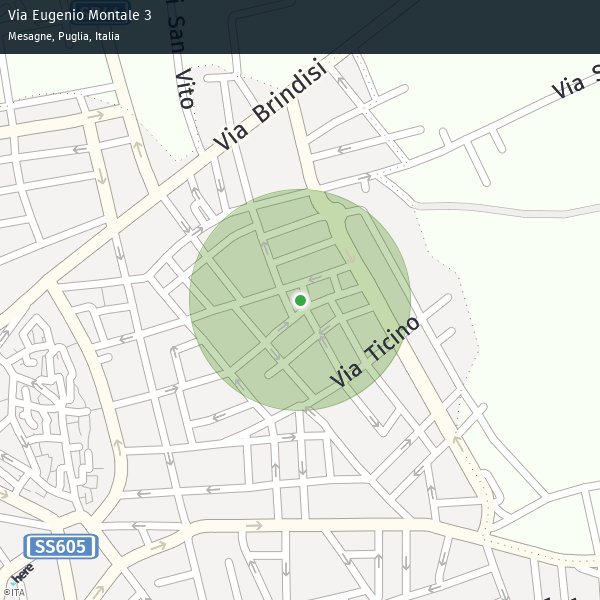 Via Eugenio Montale 3
Mesagne, Puglia, Italia
i San Vito
Via Brindisi
Via S
Via Ticino
SS605
here
©ITA